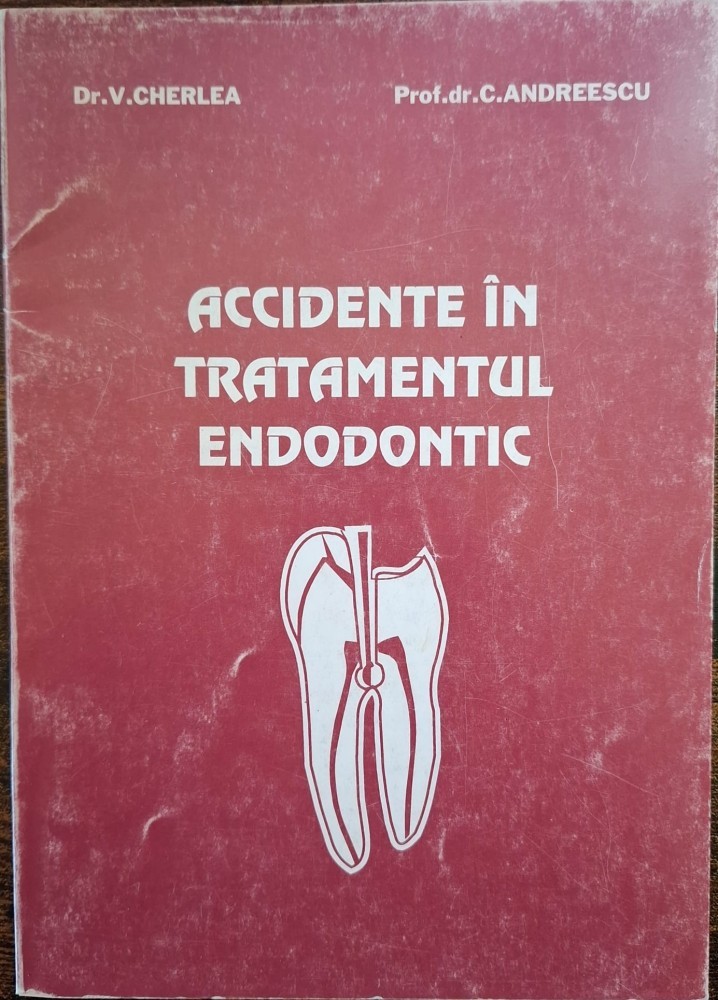 Dr.V.CHERLEA Prof.dr.C.ANDREESCU
ACCIDENTE ÎN
TRATAMENTUL
ENDODONTIC